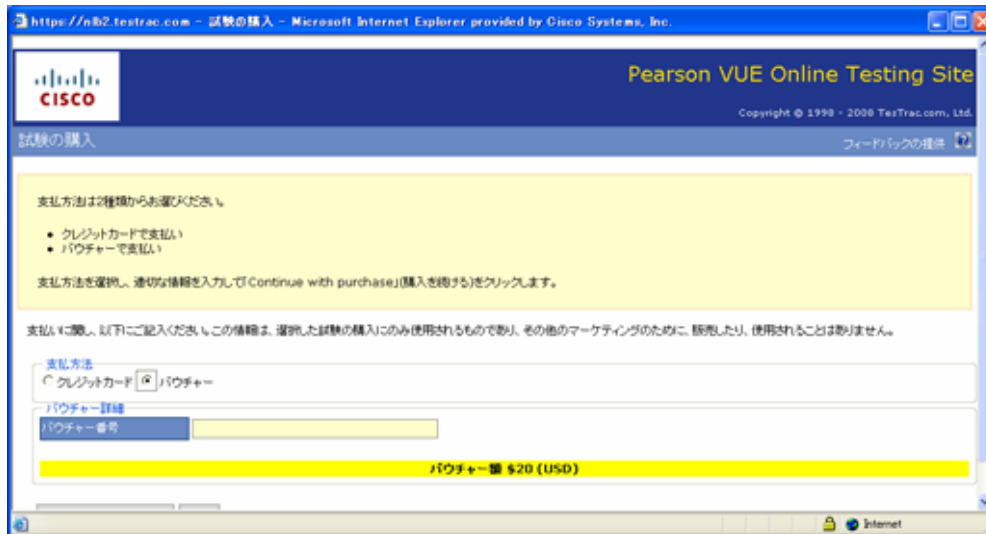 https://nlb2.testrac.com - 試験の購入 - Microsoft Internet Explorer provided by Cisco Systems, Inc.
CISCO
Pearson VUE Online Testing Site
Copyright © 1998 - 2008 TesTrac.com, Ltd.
試験の購入
フィードバックの提供
支払方法は2種類からお選びください。
• クレジットカードで支払い
• バウチャーで支払い
支払方法を選択し、適切な情報を入力して「Continue with purchase」(購入を続ける)をクリックします。
支払いに関し、以下にご記入ください。この情報は、選択した試験の購入にのみ使用されるものであり、その他のマーケティングのために、販売したり、使用されることはありません。
支払方法
クレジットカード バウチャー
バウチャー詳細
バウチャー番号
バウチャー額 $20 (USD)
Internet